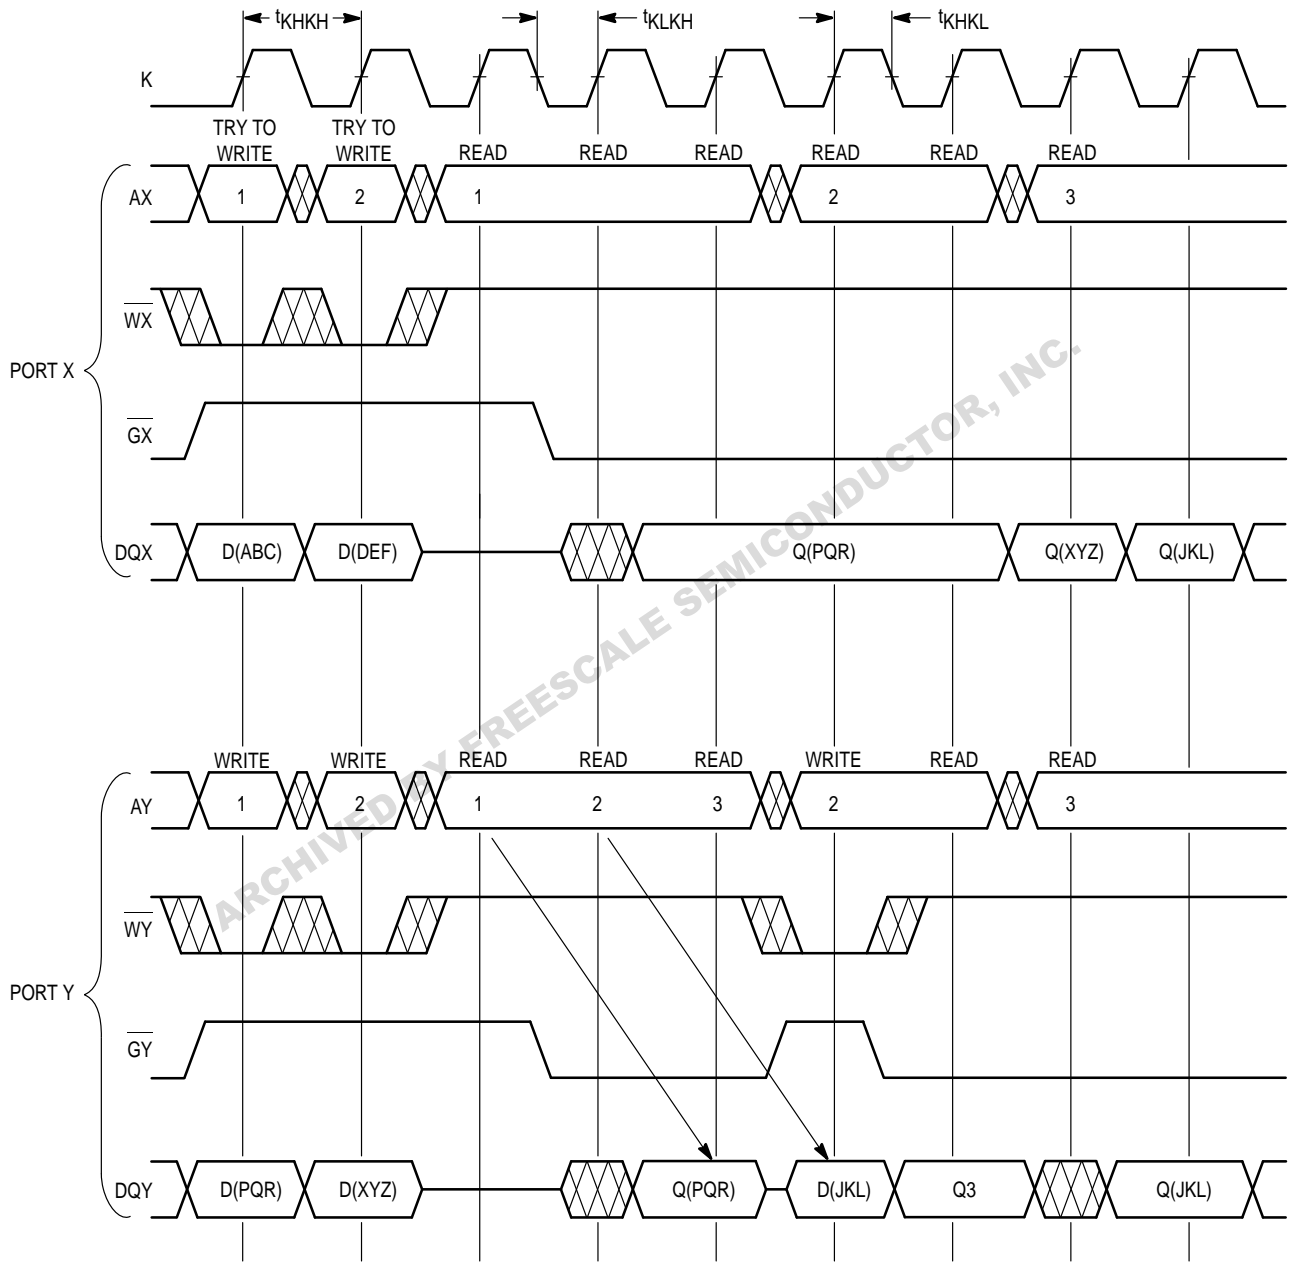 tKHKH
tKLKH
tKHKL
K
TRY TO WRITE
TRY TO WRITE
READ
READ
READ
READ
READ
READ
AX
1
2
1
2
3
WX
PORT X
GX
DQX
D(ABC)
D(DEF)
Q(PQR)
Q(XYZ)
Q(JKL)
ARCHIVED BY FREESCALE SEMICONDUCTOR, INC.
WRITE
WRITE
READ
READ
READ
WRITE
READ
READ
AY
1
2
1
2
3
2
3
WY
PORT Y
GY
DQY
D(PQR)
D(XYZ)
Q(PQR)
D(JKL)
Q3
Q(JKL)